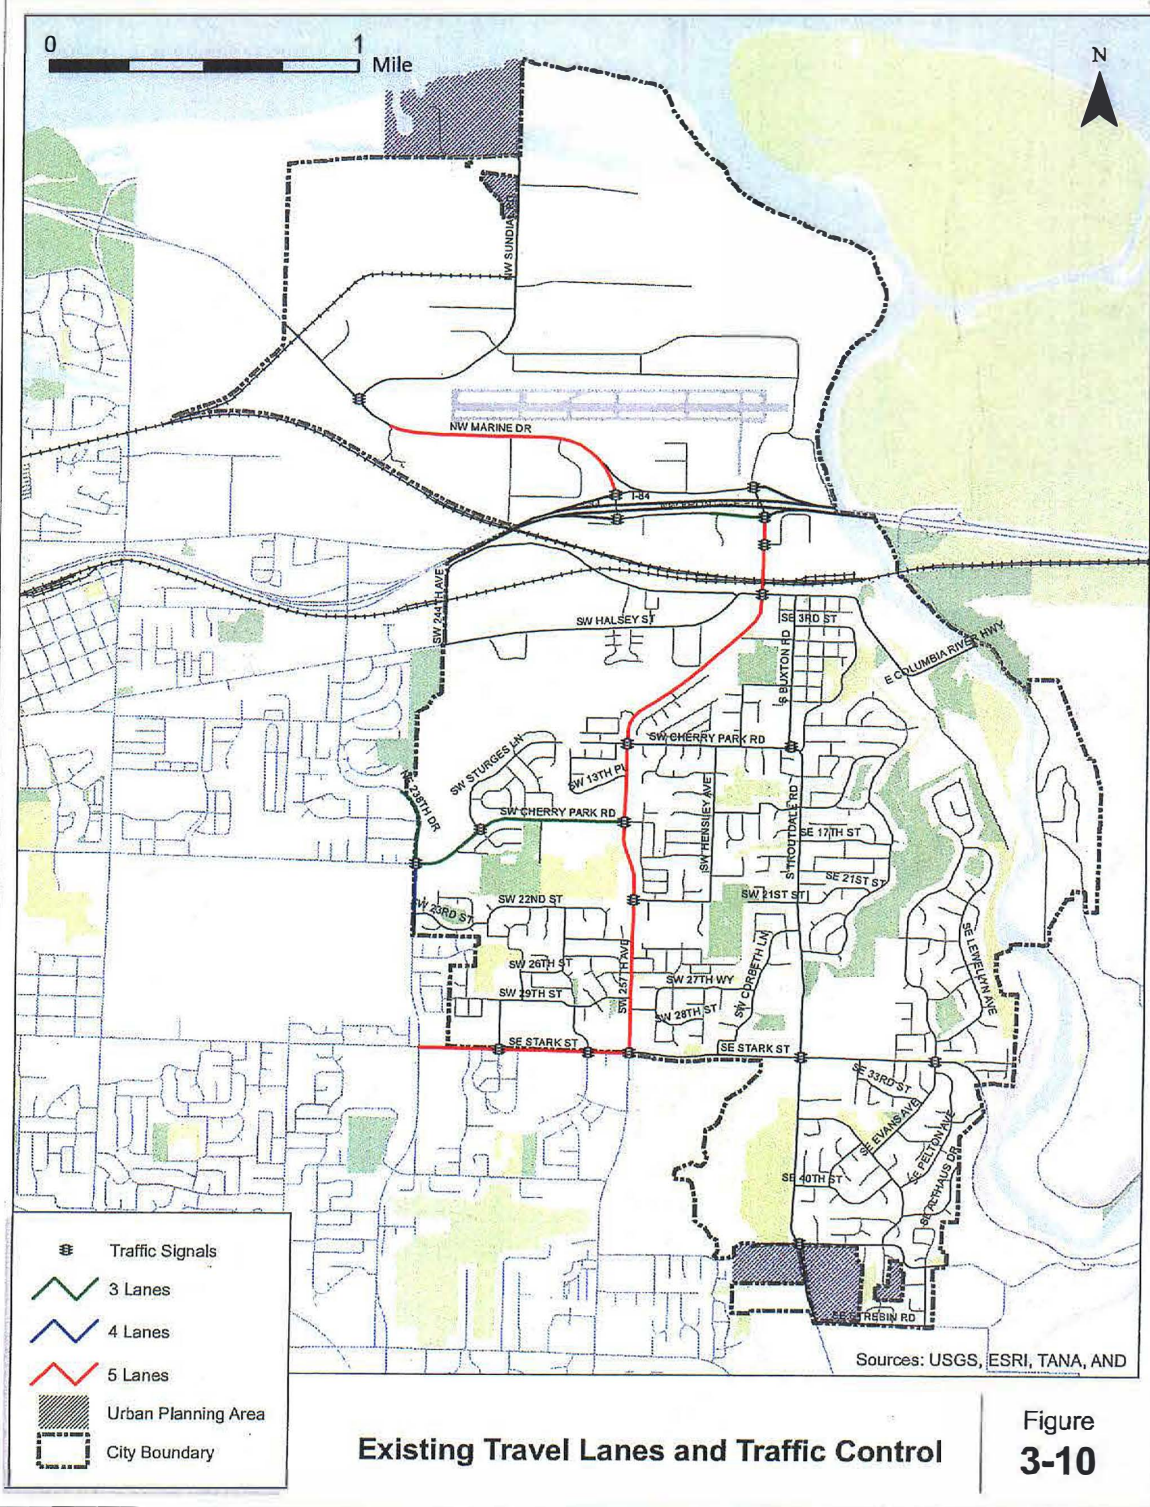 0
1
Mile
N
NW SUNDIAL
NW MARINE DR
I-84
SW 244TH AVE
SW HALSEY ST
SE 3RD ST
S BUXTON RD
E COLUMBIA RIVER HWY
SW CHERRY PARK RD
SW STURGES LN
SW 13TH PL
NE 238TH DR
SW CHERRY PARK RD
SW HENSLEY AVE
S TROUTDALE RD
SE 17TH ST
SE 21ST ST
SW 21ST ST
SW 22ND ST
SW 23RD ST
SE LEWELLYN AVE
SW 257TH AVE
SW 26TH ST
SW 27TH WY
SW CORBETH LN
SW 29TH ST
SW 28TH ST
SE STARK ST
SE STARK ST
SE 33RD ST
SE EVANS AVE
SE PELTON AVE
SE 40TH ST
SE ALTHAUS DR
STREBIN RD
Sources: USGS, ESRI, TANA, AND
Traffic Signals
3 Lanes
4 Lanes
5 Lanes
Urban Planning Area
City Boundary
Existing Travel Lanes and Traffic Control
Figure
3-10